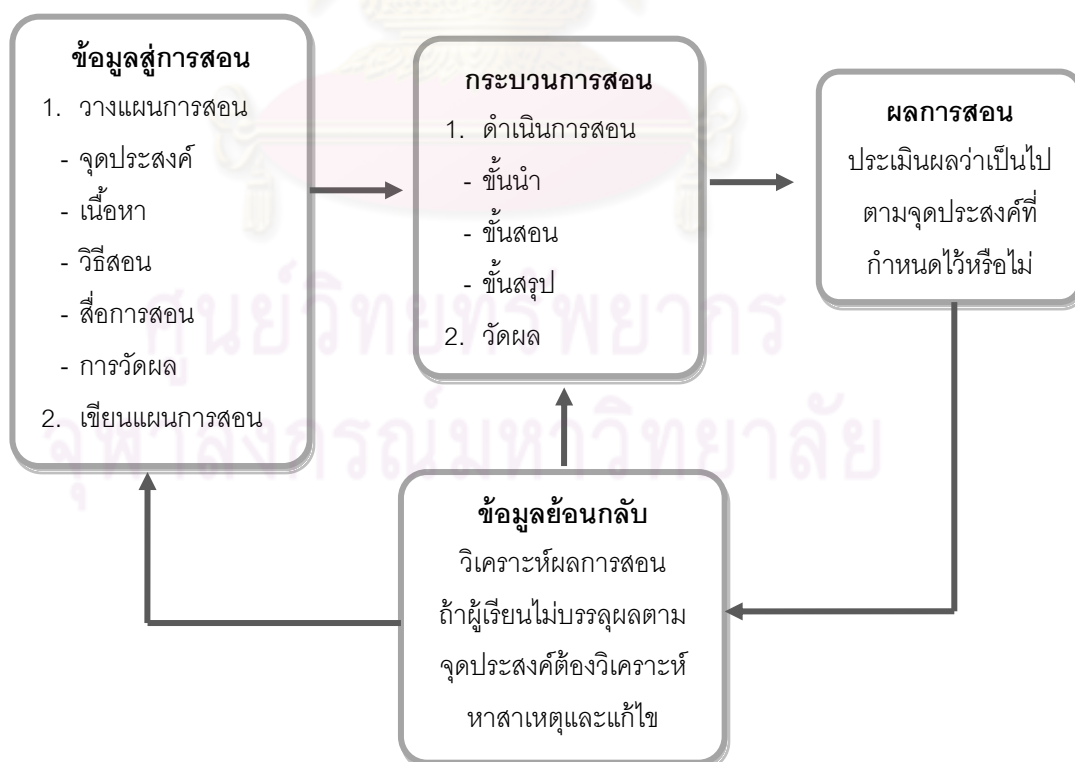 ข้อมูลสู่การสอน
1. วางแผนการสอน
- จุดประสงค์
- เนื้อหา
- วิธีสอน
- สื่อการสอน
- การวัดผล
2. เขียนแผนการสอน
กระบวนการสอน
1. ดำเนินการสอน
- ขั้นนำ
- ขั้นสอน
- ขั้นสรุป
2. วัดผล
ผลการสอน
ประเมินผลว่าเป็นไป
ตามจุดประสงค์ที่
กำหนดไว้หรือไม่
ข้อมูลย้อนกลับ
วิเคราะห์ผลการสอน
ถ้าผู้เรียนไม่บรรลุผลตาม
จุดประสงค์ต้องวิเคราะห์
หาสาเหตุและแก้ไข
ศูนย์วิทยทรัพยากร
จุฬาลงกรณ์มหาวิทยาลัย